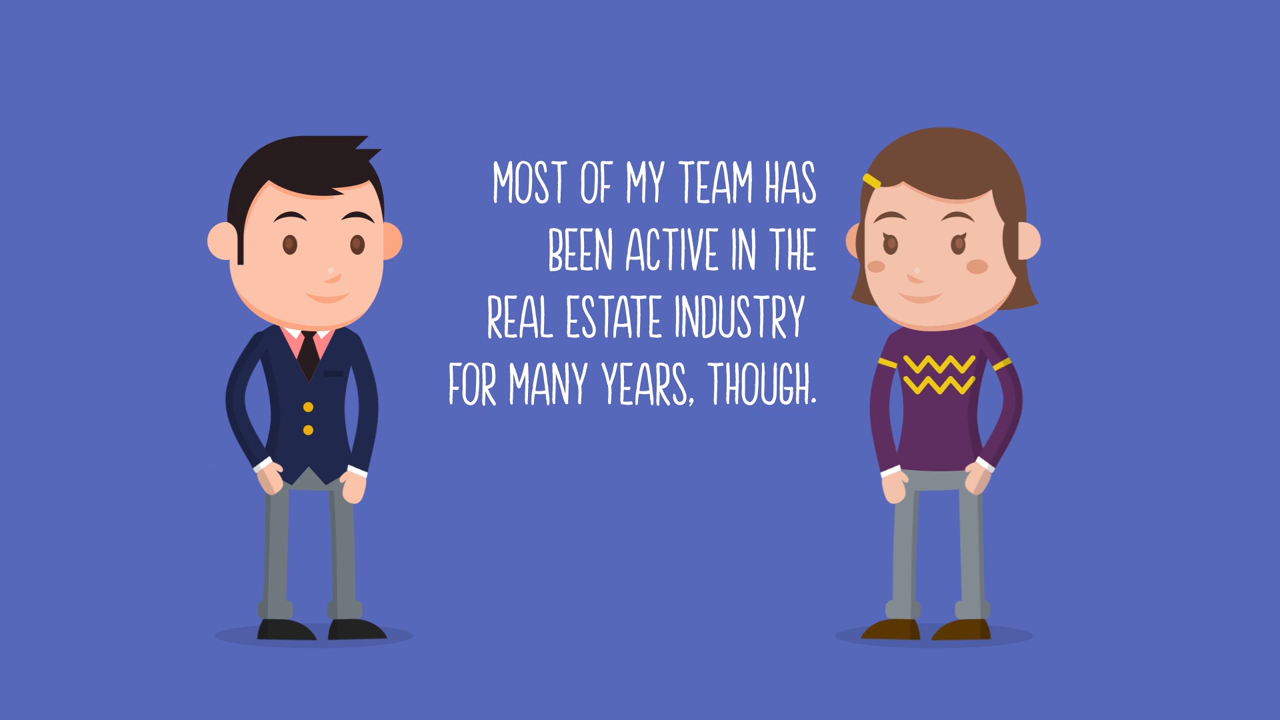 MOST OF MY TEAM HAS
BEEN ACTIVE IN THE
REAL ESTATE INDUSTRY
FOR MANY YEARS, THOUGH.